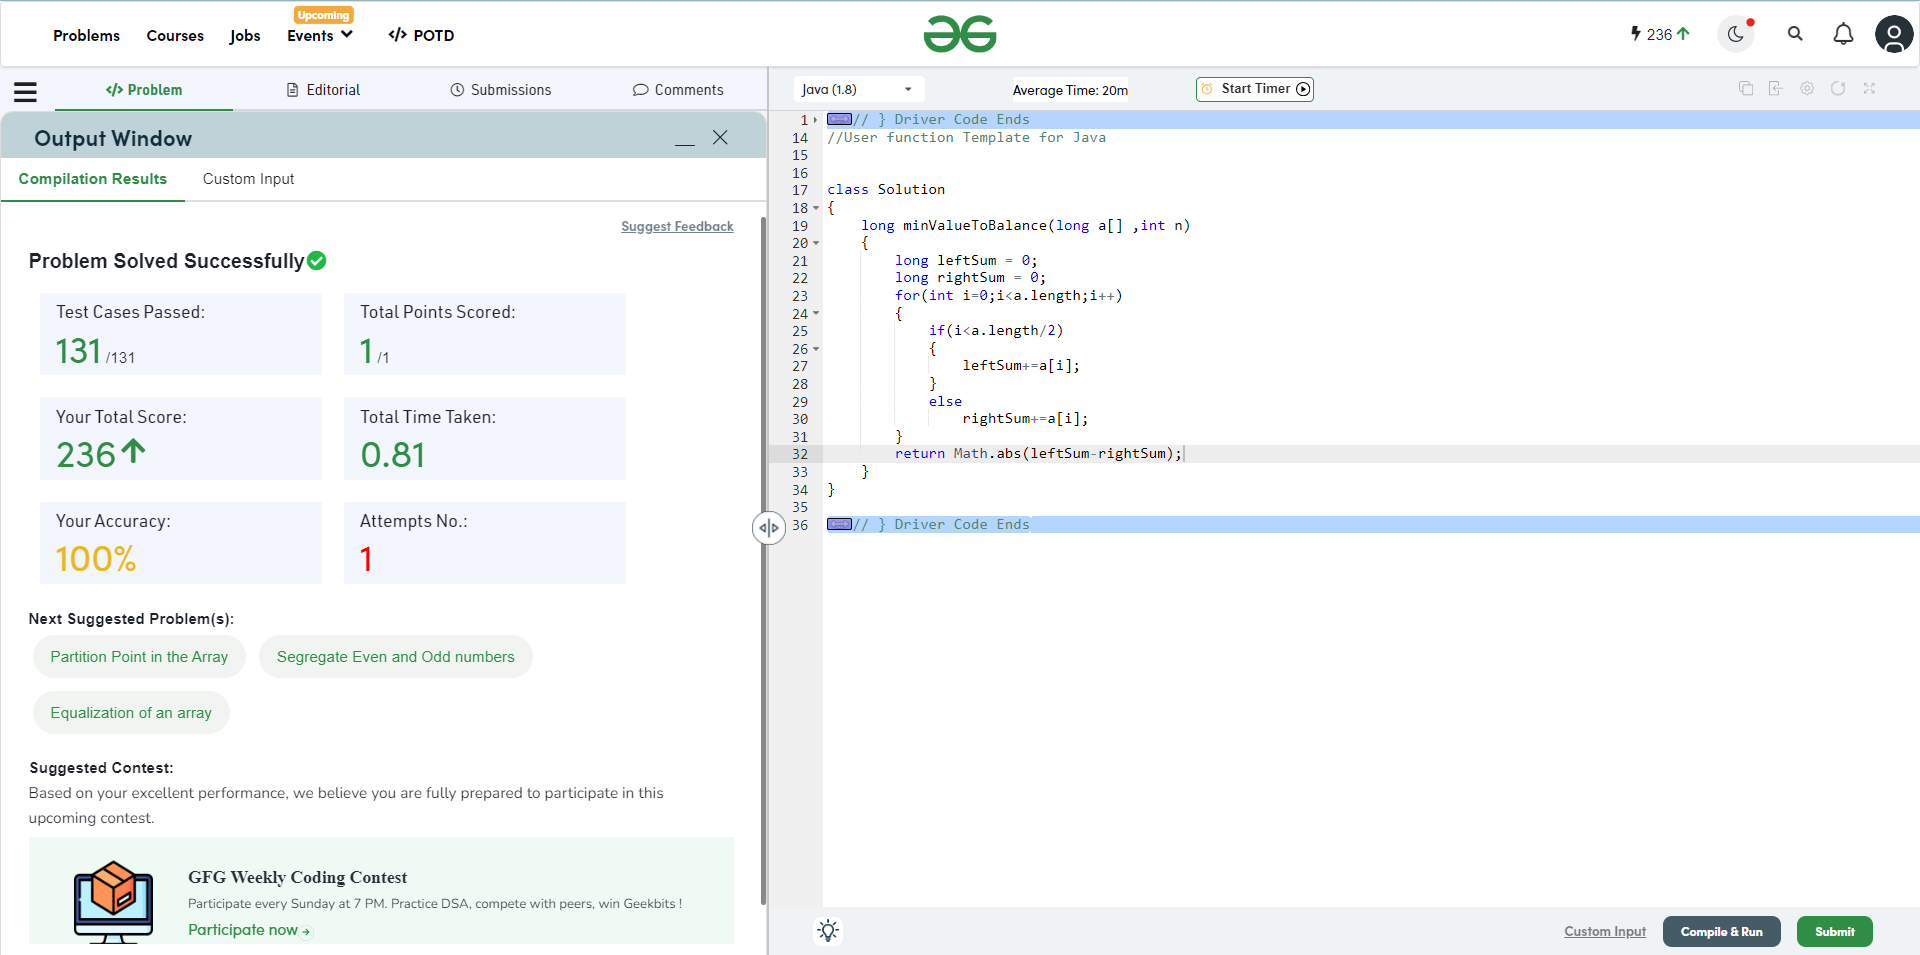 Upcoming
Problems Courses Jobs Events </> POTD
236
</> Problem Editorial Submissions Comments
Java (1.8) Average Time: 20m Start Timer
Output Window
Compilation Results Custom Input
Suggest Feedback
Problem Solved Successfully
Test Cases Passed:
131 /131
Total Points Scored:
1 /1
Your Total Score:
236
Total Time Taken:
0.81
Your Accuracy:
100%
Attempts No.:
1
Next Suggested Problem(s):
Partition Point in the Array
Segregate Even and Odd numbers
Equalization of an array
Suggested Contest:
Based on your excellent performance, we believe you are fully prepared to participate in this
upcoming contest.
GFG Weekly Coding Contest
Participate every Sunday at 7 PM. Practice DSA, compete with peers, win Geekbits !
Participate now
1 // } Driver Code Ends
14 //User function Template for Java
15
16
17 class Solution
18 {
19 long minValueToBalance(long a[] ,int n)
20 {
21 long leftSum = 0;
22 long rightSum = 0;
23 for(int i=0;i<a.length;i++)
24 {
25 if(i<a.length/2)
26 {
27 leftSum+=a[i];
28 }
29 else
30 rightSum+=a[i];
31 }
32 return Math.abs(leftSum-rightSum);
33 }
34 }
35
36 // } Driver Code Ends
Custom Input Compile & Run Submit